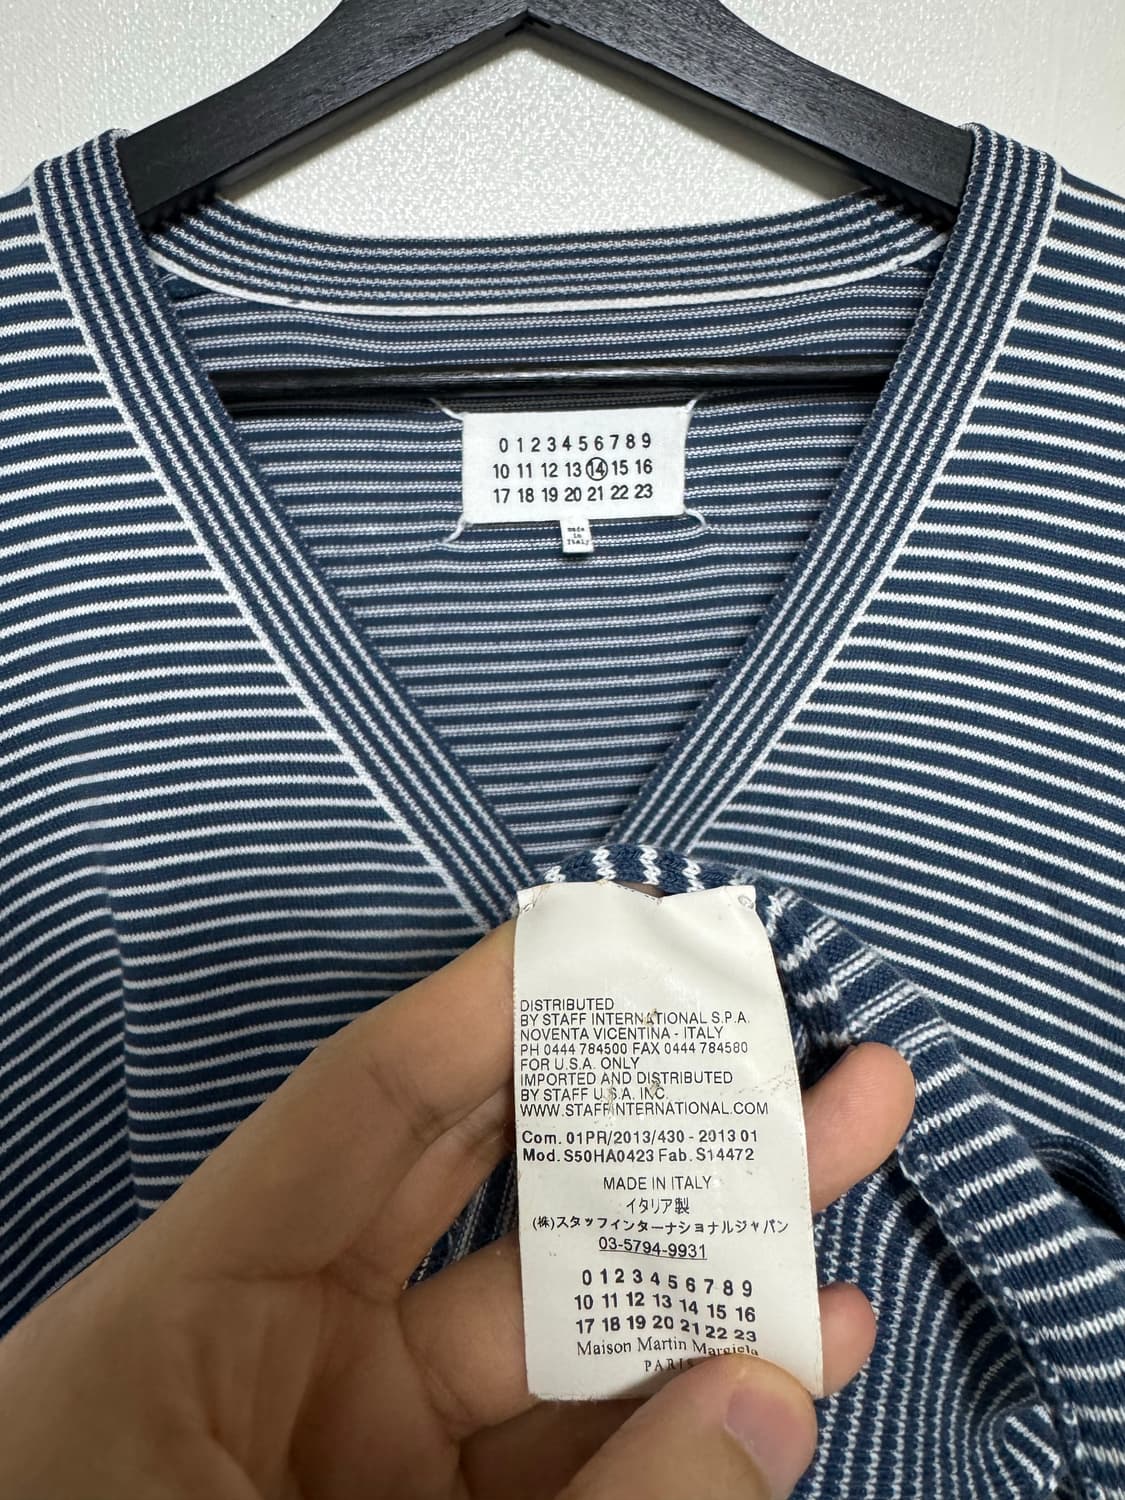 0 1 2 3 4 5 6 7 8 9
10 11 12 13 14 15 16
17 18 19 20 21 22 23
made
in
Italy
DISTRIBUTED
BY STAFF INTERNATIONAL S.P.A.
NOVENTA VICENTINA - ITALY
PH 0444 784500 FAX 0444 784580
FOR U.S.A. ONLY
IMPORTED AND DISTRIBUTED
BY STAFF U.S.A. INC.
WWW.STAFFINTERNATIONAL.COM
Com. 01PR/2013/430 - 2013 01
Mod. S50HA0423 Fab. S14472
MADE IN ITALY
イタリア製
(株)スタッフインターナショナルジャパン
03-5794-9931
0 1 2 3 4 5 6 7 8 9
10 11 12 13 14 15 16
17 18 19 20 21 22 23
Maison Martin Margiela
PARIS